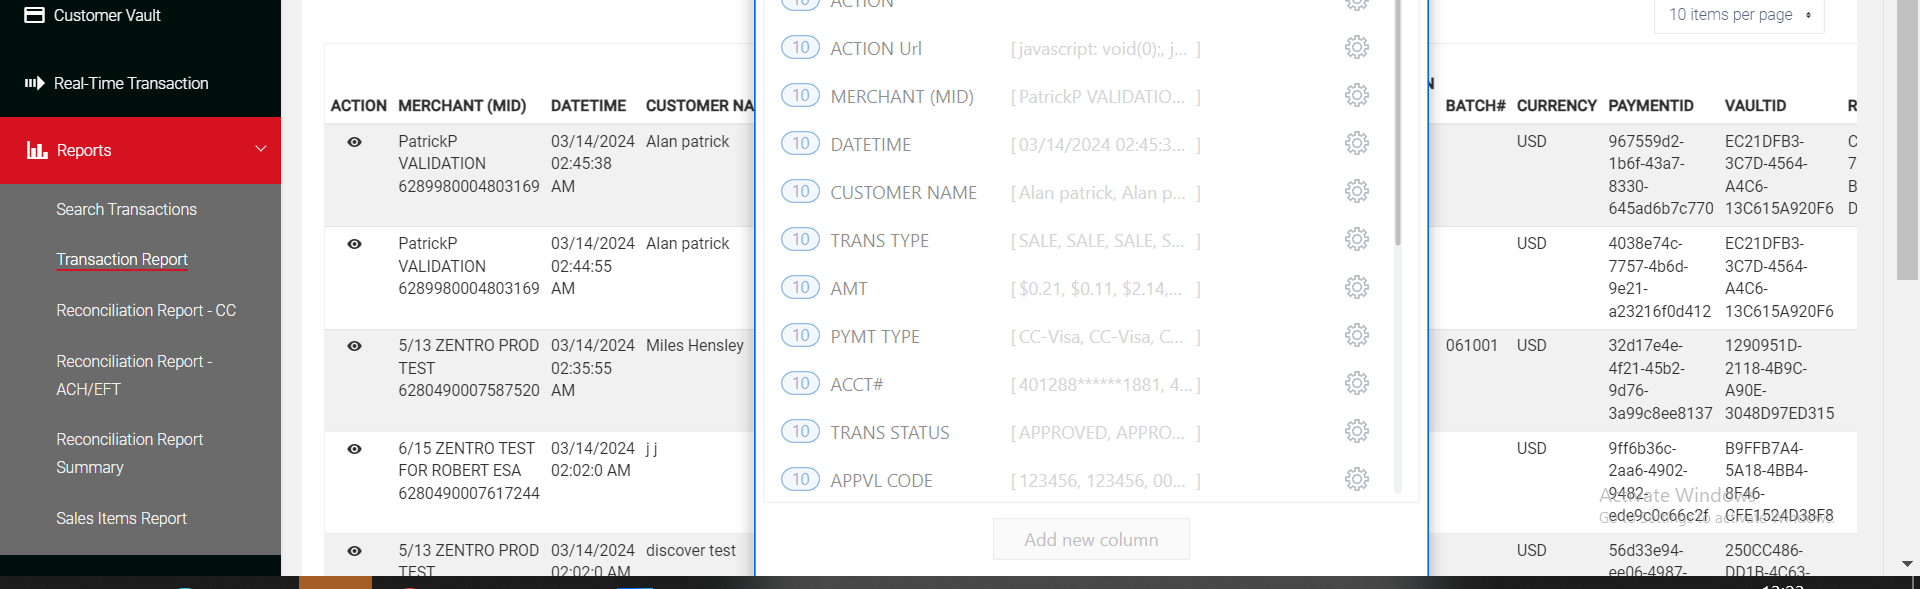 Customer Vault
Real-Time Transaction
Reports
Search Transactions
Transaction Report
Reconciliation Report - CC
Reconciliation Report -
ACH/EFT
Reconciliation Report
Summary
Sales Items Report
10 items per page
ACTION MERCHANT (MID) DATETIME CUSTOMER NA
PatrickP 03/14/2024 Alan patrick
VALIDATION 02:45:38
6289980004803169 AM
PatrickP 03/14/2024 Alan patrick
VALIDATION 02:44:55
6289980004803169 AM
5/13 ZENTRO PROD 03/14/2024 Miles Hensley
TEST 02:35:55
6280490007587520 AM
6/15 ZENTRO TEST 03/14/2024 j j
FOR ROBERT ESA 02:02:0 AM
6280490007617244
5/13 ZENTRO PROD 03/14/2024 discover test
TEST 02:02:0 AM
10 ACTION
10 ACTION Url [ javascript: void(0);, j... ]
10 MERCHANT (MID) [ PatrickP VALIDATIO... ]
10 DATETIME [ 03/14/2024 02:45:3... ]
10 CUSTOMER NAME [ Alan patrick, Alan p... ]
10 TRANS TYPE [ SALE, SALE, SALE, S... ]
10 AMT [ $0.21, $0.11, $2.14,... ]
10 PYMT TYPE [ CC-Visa, CC-Visa, C... ]
10 ACCT# [ 401288******1881, 4... ]
10 TRANS STATUS [ APPROVED, APPRO... ]
10 APPVL CODE [ 123456, 123456, 00... ]
Add new column
N
BATCH# CURRENCY PAYMENTID VAULTID R
USD 967559d2- EC21DFB3- C
1b6f-43a7- 3C7D-4564- 7
8330- A4C6- B
645ad6b7c770 13C615A920F6 D
USD 4038e74c- EC21DFB3-
7757-4b6d- 3C7D-4564-
9e21- A4C6-
a23216f0d412 13C615A920F6
061001 USD 32d17e4e- 1290951D-
4f21-45b2- 2118-4B9C-
9d76- A90E-
3a99c8ee8137 3048D97ED315
USD 9ff6b36c- B9FFB7A4-
2aa6-4902- 5A18-4BB4-
9482- 8F46-
ede9c0c66c2f CFE1524D38F8
Activate Windows
Go to Settings to activate Windows.
USD 56d33e94- 250CC486-
ee06-4987- DD1B-4C63-